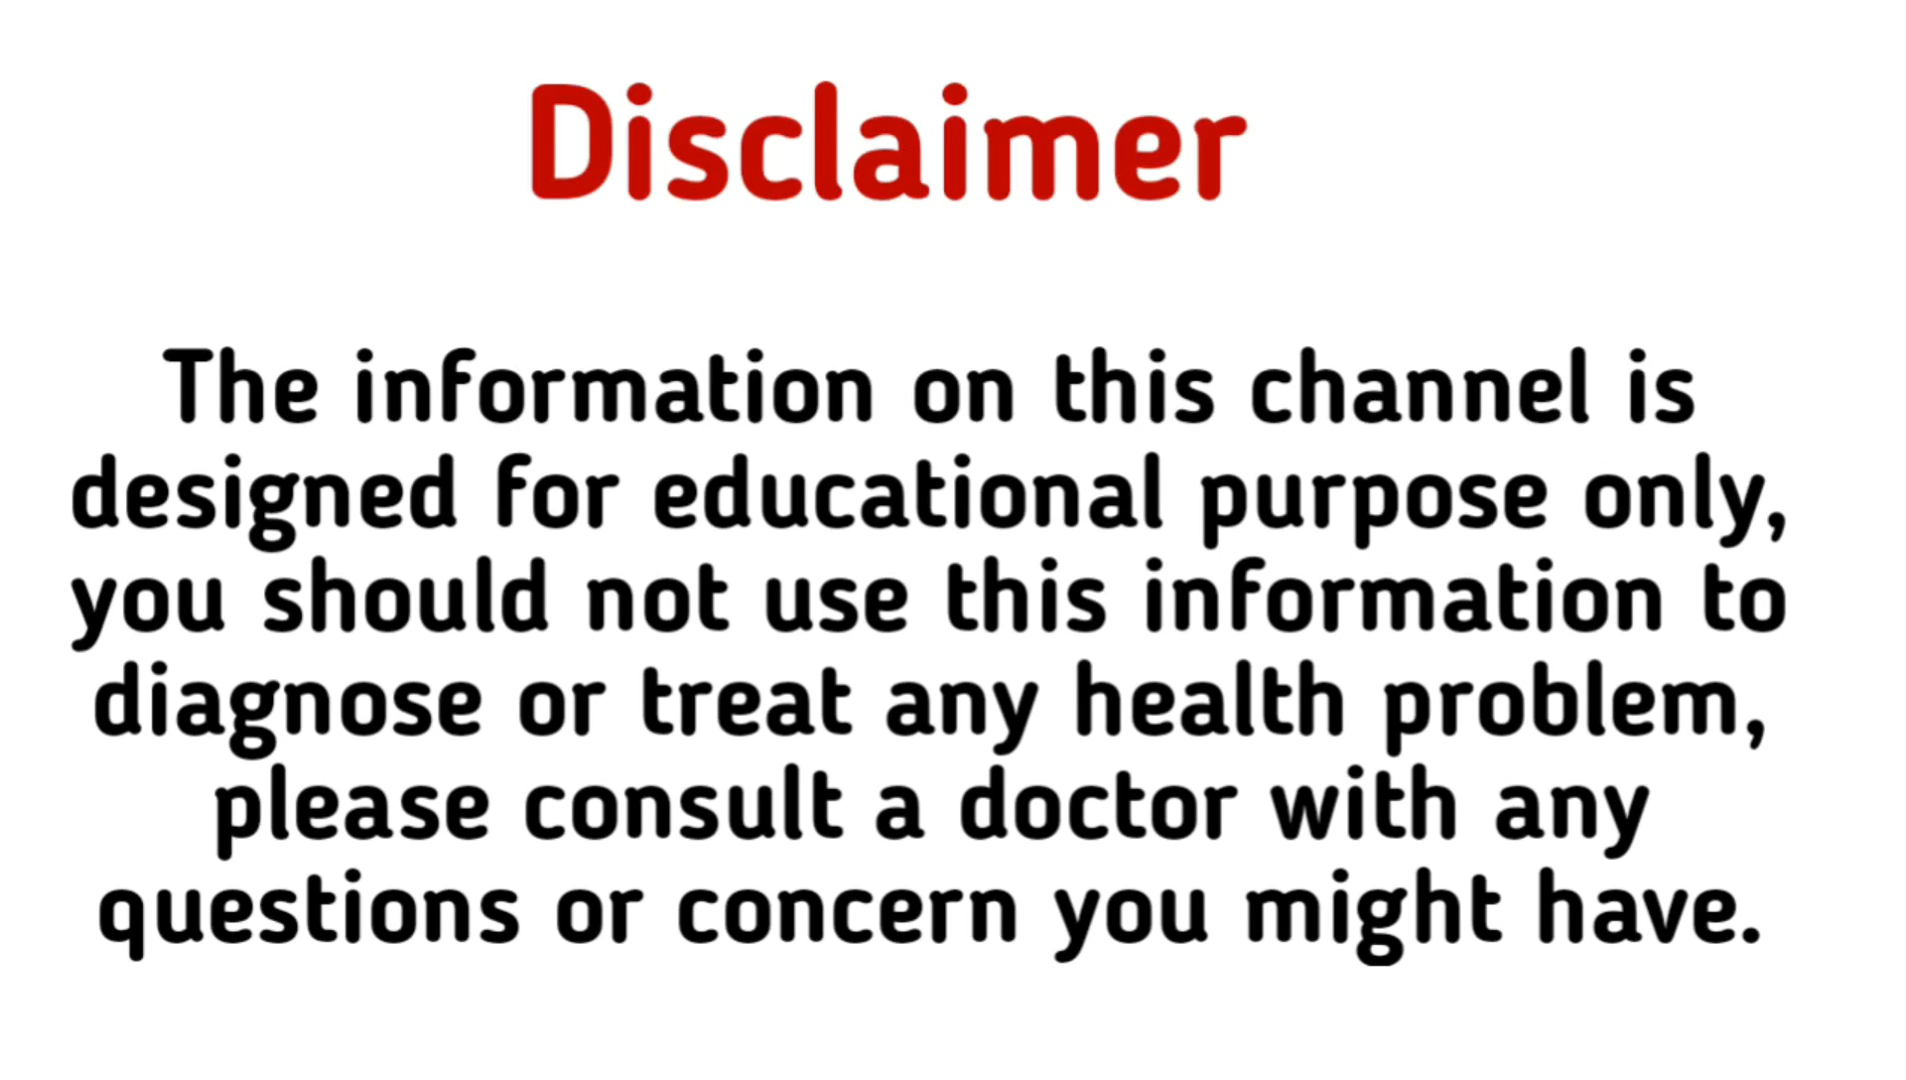 Disclaimer
The information on this channel is
designed for educational purpose only,
you should not use this information to
diagnose or treat any health problem,
please consult a doctor with any
questions or concern you might have.